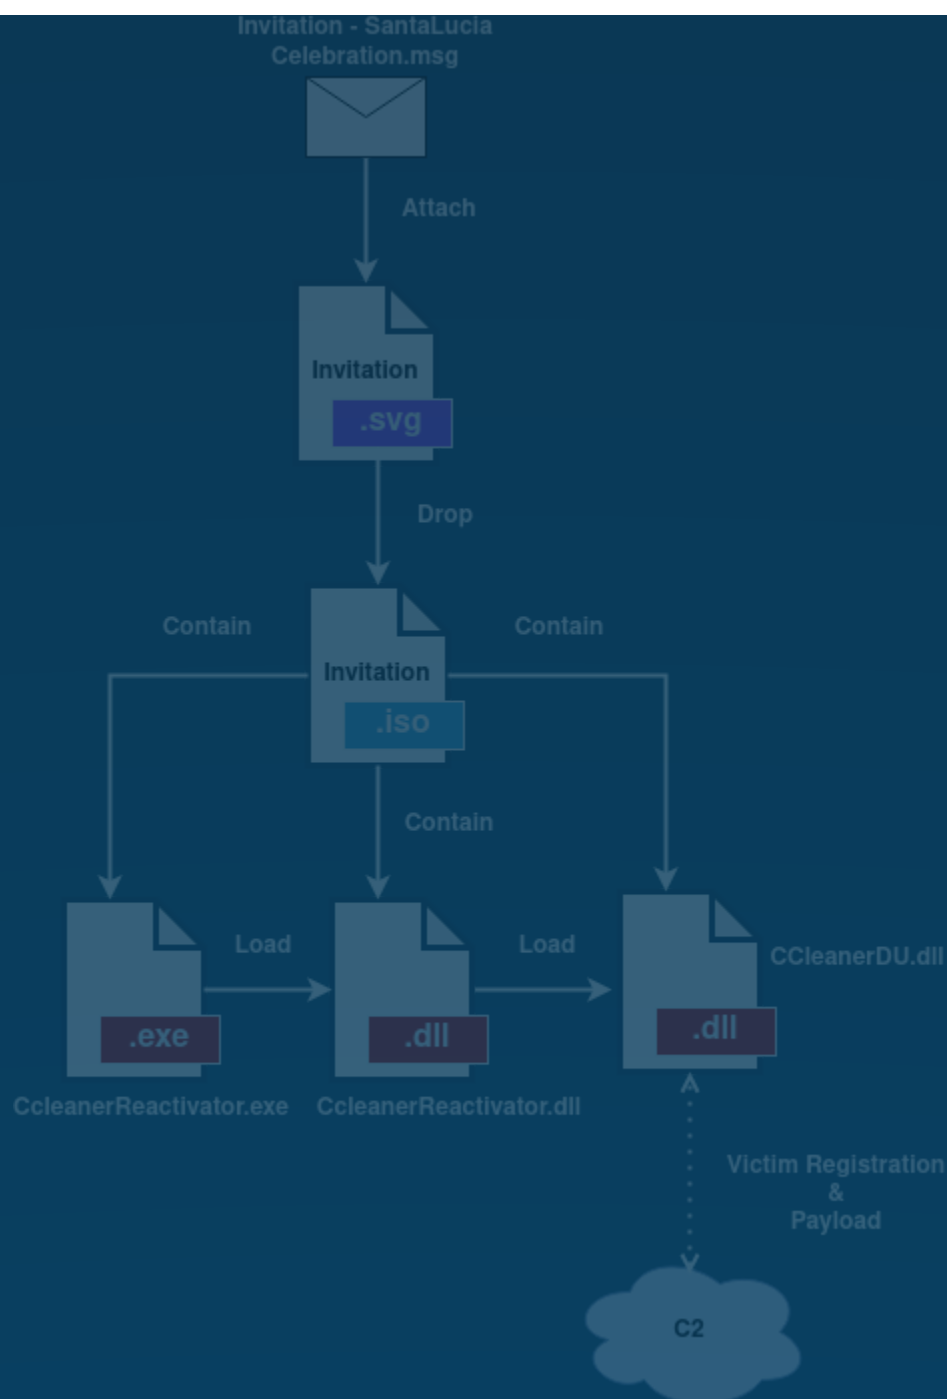 Invitation - SantaLucia
Celebration.msg
Attach
Invitation
.svg
Drop
Contain
Contain
Invitation
.iso
Contain
Load
Load
CCleanerDU.dll
.exe
.dll
.dll
CcleanerReactivator.exe
CcleanerReactivator.dll
Victim Registration
&
Payload
C2